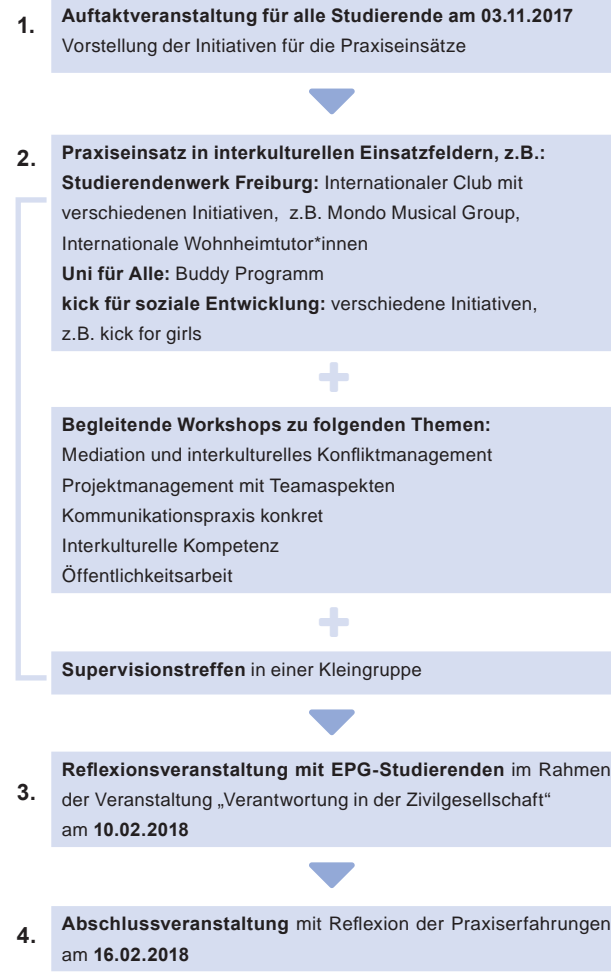 1.
Auftaktveranstaltung für alle Studierende am 03.11.2017
Vorstellung der Initiativen für die Praxiseinsätze
2.
Praxiseinsatz in interkulturellen Einsatzfeldern, z.B.:
Studierendenwerk Freiburg: Internationaler Club mit
verschiedenen Initiativen, z.B. Mondo Musical Group,
Internationale Wohnheimtutor*innen
Uni für Alle: Buddy Programm
kick für soziale Entwicklung: verschiedene Initiativen,
z.B. kick for girls
+
Begleitende Workshops zu folgenden Themen:
Mediation und interkulturelles Konfliktmanagement
Projektmanagement mit Teamaspekten
Kommunikationspraxis konkret
Interkulturelle Kompetenz
Öffentlichkeitsarbeit
+
Supervisionstreffen in einer Kleingruppe
3.
Reflexionsveranstaltung mit EPG-Studierenden im Rahmen
der Veranstaltung „Verantwortung in der Zivilgesellschaft“
am 10.02.2018
4.
Abschlussveranstaltung mit Reflexion der Praxiserfahrungen
am 16.02.2018